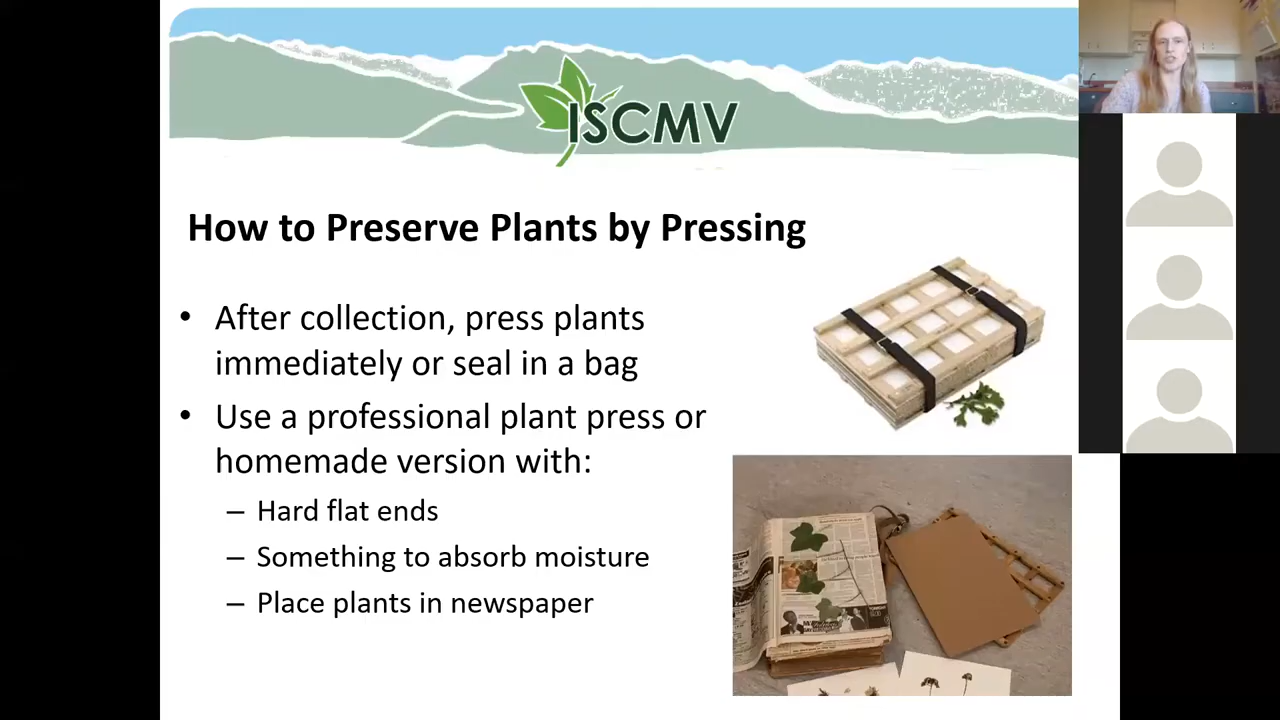 ISCMV
How to Preserve Plants by Pressing
• After collection, press plants
immediately or seal in a bag
• Use a professional plant press or
homemade version with:
– Hard flat ends
– Something to absorb moisture
– Place plants in newspaper